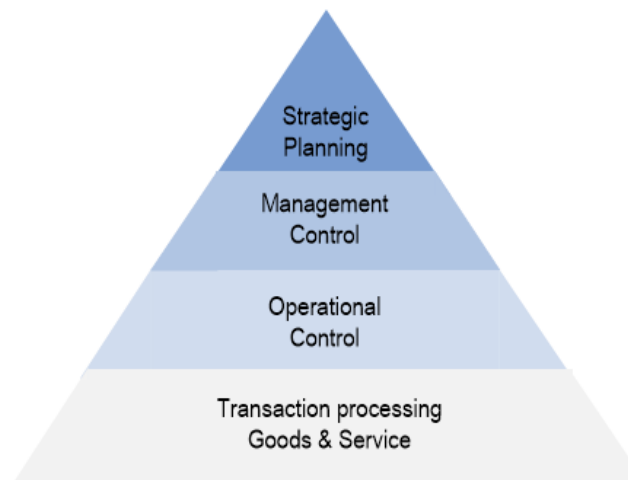 Strategic
Planning
Management
Control
Operational
Control
Transaction processing
Goods & Service